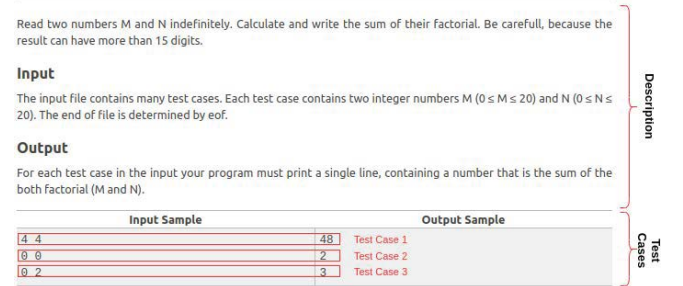 Read two numbers M and N indefinitely. Calculate and write the sum of their factorial. Be carefull, because the
result can have more than 15 digits.
Input
The input file contains many test cases. Each test case contains two integer numbers M (0 ≤ M ≤ 20) and N (0 ≤ N ≤
20). The end of file is determined by eof.
Output
For each test case in the input your program must print a single line, containing a number that is the sum of the
both factorial (M and N).
Description
Input Sample Output Sample
4 4 48 Test Case 1
0 0 2 Test Case 2
0 2 3 Test Case 3
Test
Cases